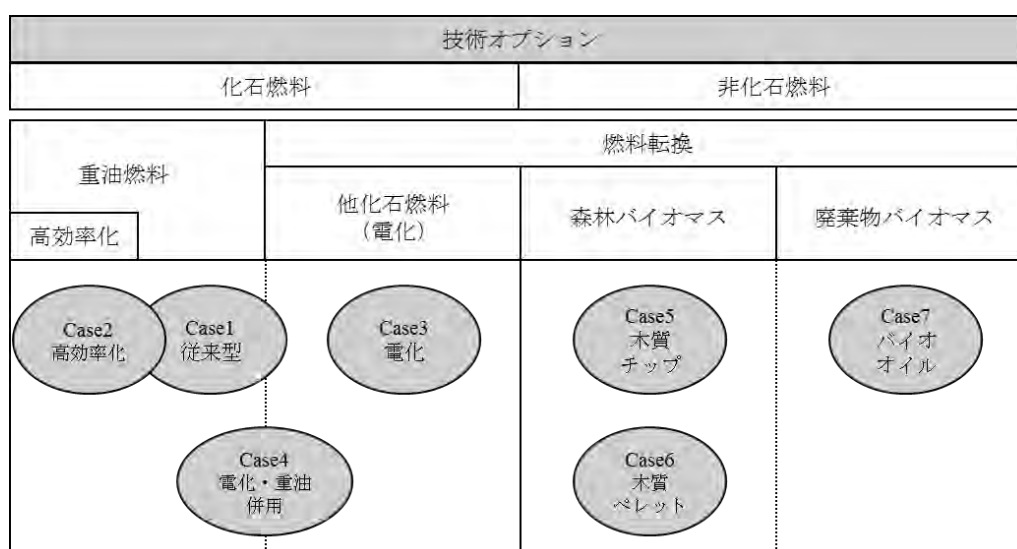 技術オプション
化石燃料
非化石燃料
重油燃料
高効率化
燃料転換
他化石燃料
（電化）
森林バイオマス
廃棄物バイオマス
Case2
高効率化
Case1
従来型
Case3
電化
Case5
木質
チップ
Case7
バイオ
オイル
Case4
電化・重油
併用
Case6
木質
ペレット